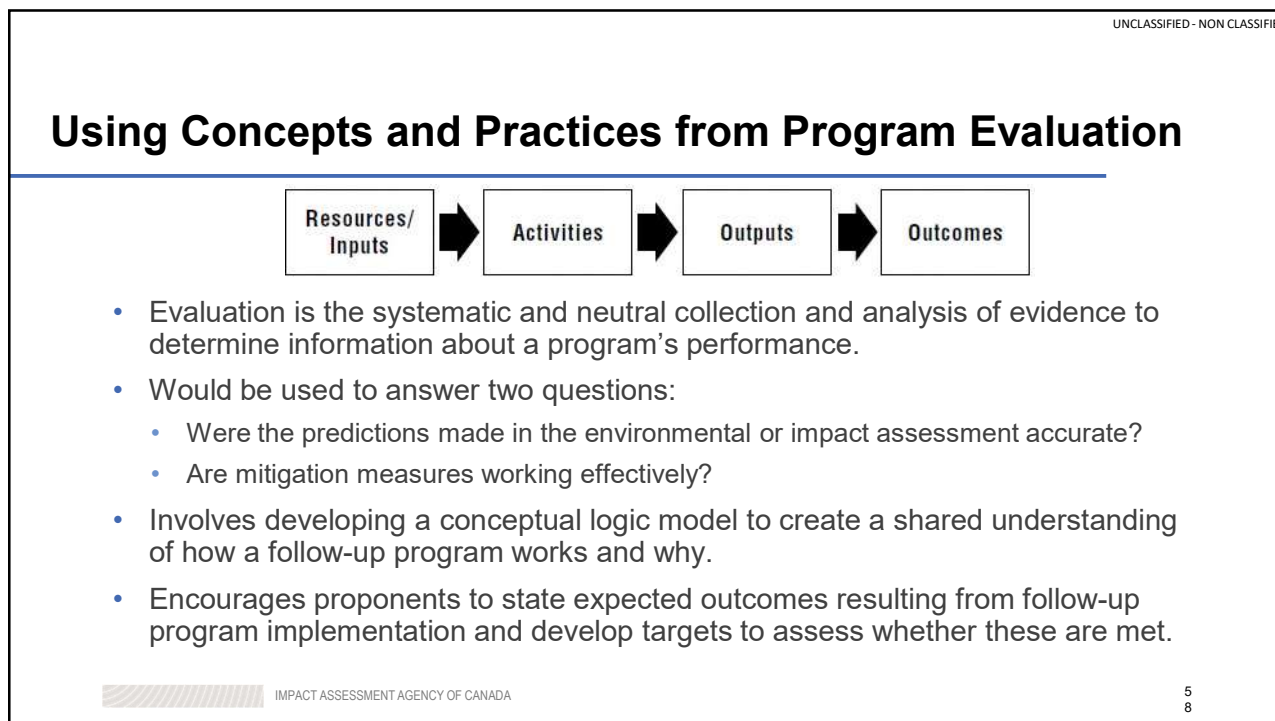 UNCLASSIFIED - NON CLASSIFIE
Using Concepts and Practices from Program Evaluation
Resources/
Inputs
Activities
Outputs
Outcomes
• Evaluation is the systematic and neutral collection and analysis of evidence to
determine information about a program’s performance.
• Would be used to answer two questions:
• Were the predictions made in the environmental or impact assessment accurate?
• Are mitigation measures working effectively?
• Involves developing a conceptual logic model to create a shared understanding
of how a follow-up program works and why.
• Encourages proponents to state expected outcomes resulting from follow-up
program implementation and develop targets to assess whether these are met.
IMPACT ASSESSMENT AGENCY OF CANADA
5
8